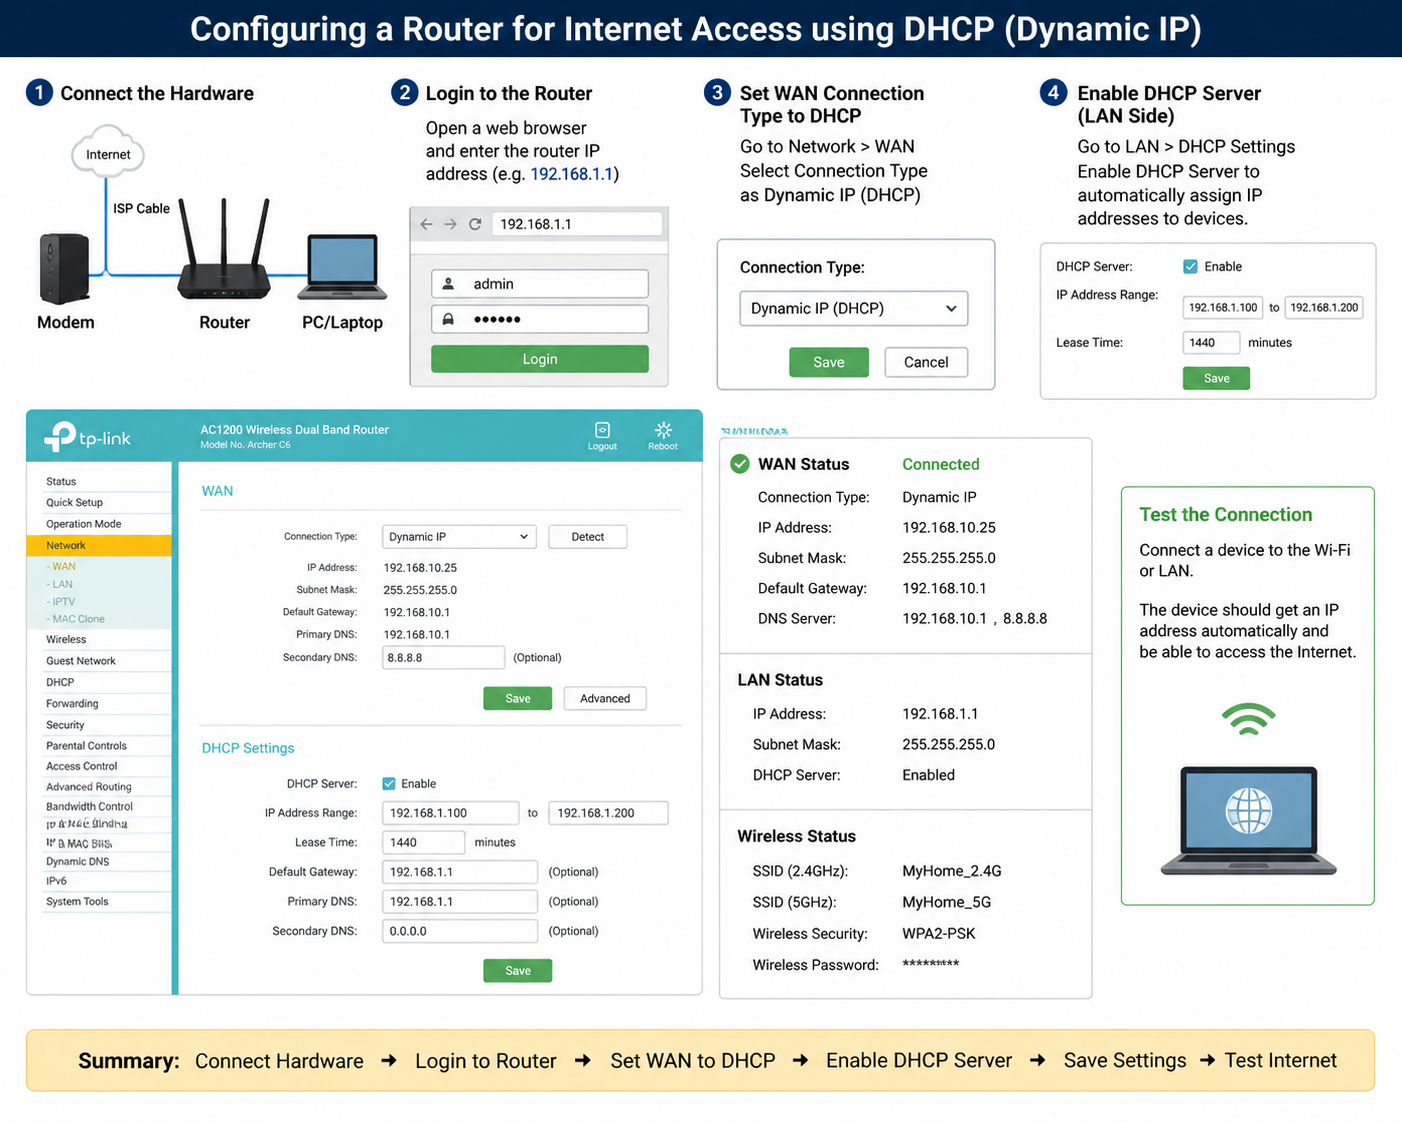 Configuring a Router for Internet Access using DHCP (Dynamic IP)
1 Connect the Hardware
Internet
ISP Cable
Modem
Router
PC/Laptop
2 Login to the Router
Open a web browser
and enter the router IP
address (e.g. 192.168.1.1)
192.168.1.1
admin
Login
3 Set WAN Connection
Type to DHCP
Go to Network > WAN
Select Connection Type
as Dynamic IP (DHCP)
Connection Type:
Dynamic IP (DHCP)
Save Cancel
4 Enable DHCP Server
(LAN Side)
Go to LAN > DHCP Settings
Enable DHCP Server to
automatically assign IP
addresses to devices.
DHCP Server: Enable
IP Address Range: 192.168.1.100 to 192.168.1.200
Lease Time: 1440 minutes
Save
tp-link
AC1200 Wireless Dual Band Router
Model No. Archer C6
Logout
Reboot
Status
Quick Setup
Operation Mode
Network
- WAN
- LAN
- IPTV
- MAC Clone
Wireless
Guest Network
DHCP
Forwarding
Security
Parental Controls
Access Control
Advanced Routing
Bandwidth Control
Dynamic DNS
IPv6
System Tools
WAN
Connection Type: Dynamic IP Detect
IP Address: 192.168.10.25
Subnet Mask: 255.255.255.0
Default Gateway: 192.168.10.1
Primary DNS: 192.168.10.1
Secondary DNS: 8.8.8.8 (Optional)
Save Advanced
DHCP Settings
DHCP Server: Enable
IP Address Range: 192.168.1.100 to 192.168.1.200
Lease Time: 1440 minutes
Default Gateway: 192.168.1.1 (Optional)
Primary DNS: 192.168.1.1 (Optional)
Secondary DNS: 0.0.0.0 (Optional)
Save
WAN Status Connected
Connection Type: Dynamic IP
IP Address: 192.168.10.25
Subnet Mask: 255.255.255.0
Default Gateway: 192.168.10.1
DNS Server: 192.168.10.1 , 8.8.8.8
LAN Status
IP Address: 192.168.1.1
Subnet Mask: 255.255.255.0
DHCP Server: Enabled
Wireless Status
SSID (2.4GHz): MyHome_2.4G
SSID (5GHz): MyHome_5G
Wireless Security: WPA2-PSK
Wireless Password: *********
Test the Connection
Connect a device to the Wi-Fi
or LAN.
The device should get an IP
address automatically and
be able to access the Internet.
Summary: Connect Hardware → Login to Router → Set WAN to DHCP → Enable DHCP Server → Save Settings → Test Internet